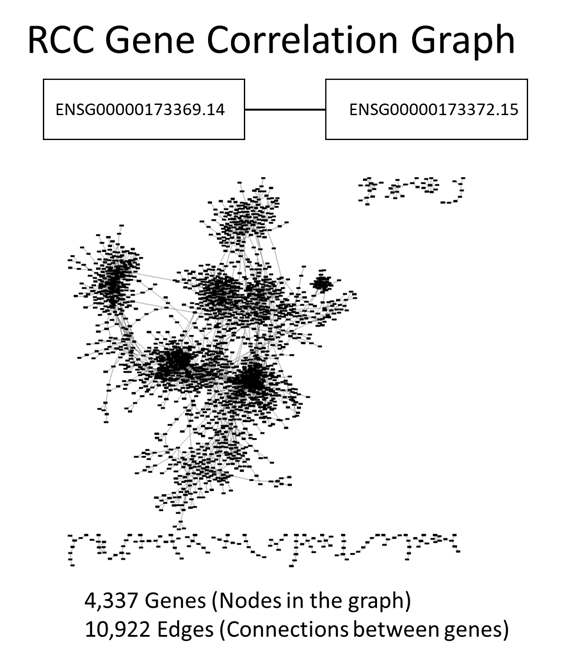 RCC Gene Correlation Graph
ENSG00000173369.14
ENSG00000173372.15
4,337 Genes (Nodes in the graph)
10,922 Edges (Connections between genes)